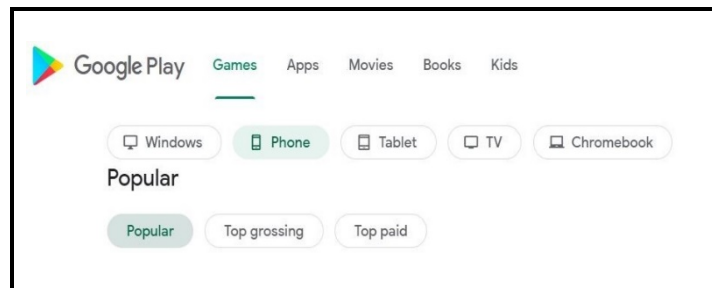 Google Play Games Apps Movies Books Kids
Windows Phone Tablet TV Chromebook
Popular
Popular Top grossing Top paid